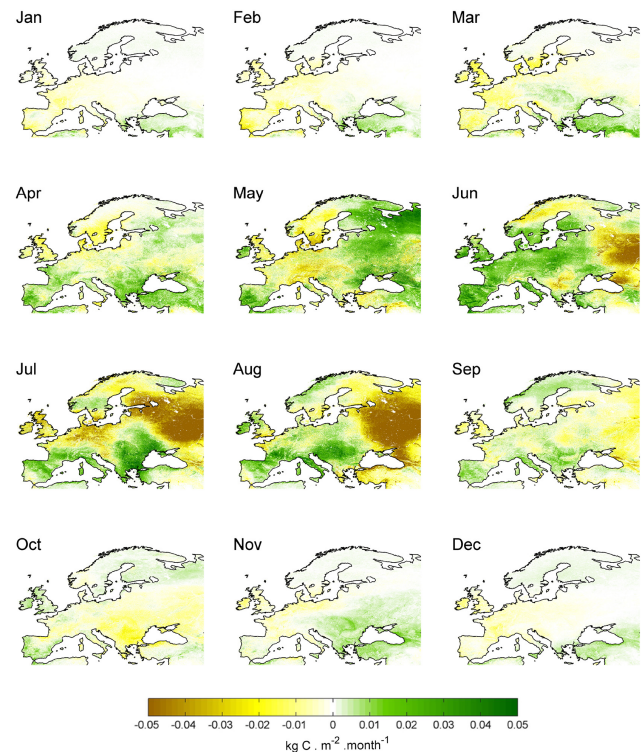 Jan Feb Mar
Apr May Jun
Jul Aug Sep
Oct Nov Dec
-0.05 -0.04 -0.03 -0.02 -0.01 0 0.01 0.02 0.03 0.04 0.05
kg C . m⁻² .month⁻¹